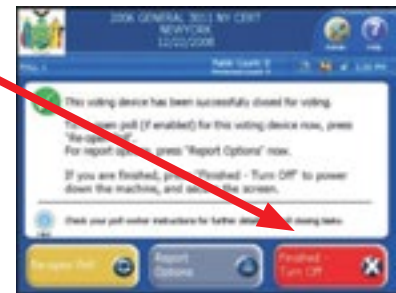 2006 GENERAL, 3011 NY CERT
NEW YORK
12/22/2008
Public Count: 0
This voting device has been successfully closed for voting.
To re-open poll (if enabled) for this voting device now, press
"Re-open Poll".
For report options, press "Report Options" now.
If you are finished, press "Finished - Turn Off" to power
down the machine, and secure the screen.
Check your poll worker instructions for further details and closing tasks.
Re-open Poll
Report
Options
Finished
Turn Off